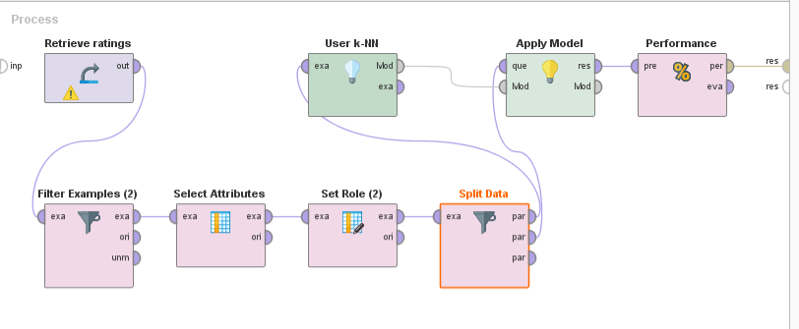 Process
Retrieve ratings
User k-NN
Apply Model
Performance
inp
out
exa
Mod
exa
que
res
Mod
Mod
pre
per
eva
%
res
res
Filter Examples (2)
Select Attributes
Set Role (2)
Split Data
exa
exa
ori
unm
exa
exa
ori
exa
exa
ori
exa
par
par
par